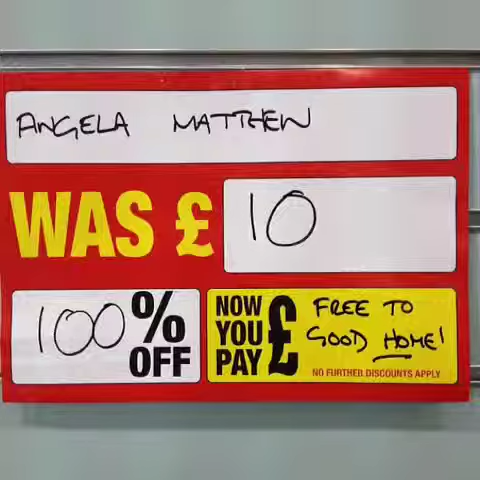 ANGELA MATTHEW
WAS £ 10
100 % OFF
NOW YOU PAY £ FREE TO GOOD HOME!
NO FURTHER DISCOUNTS APPLY